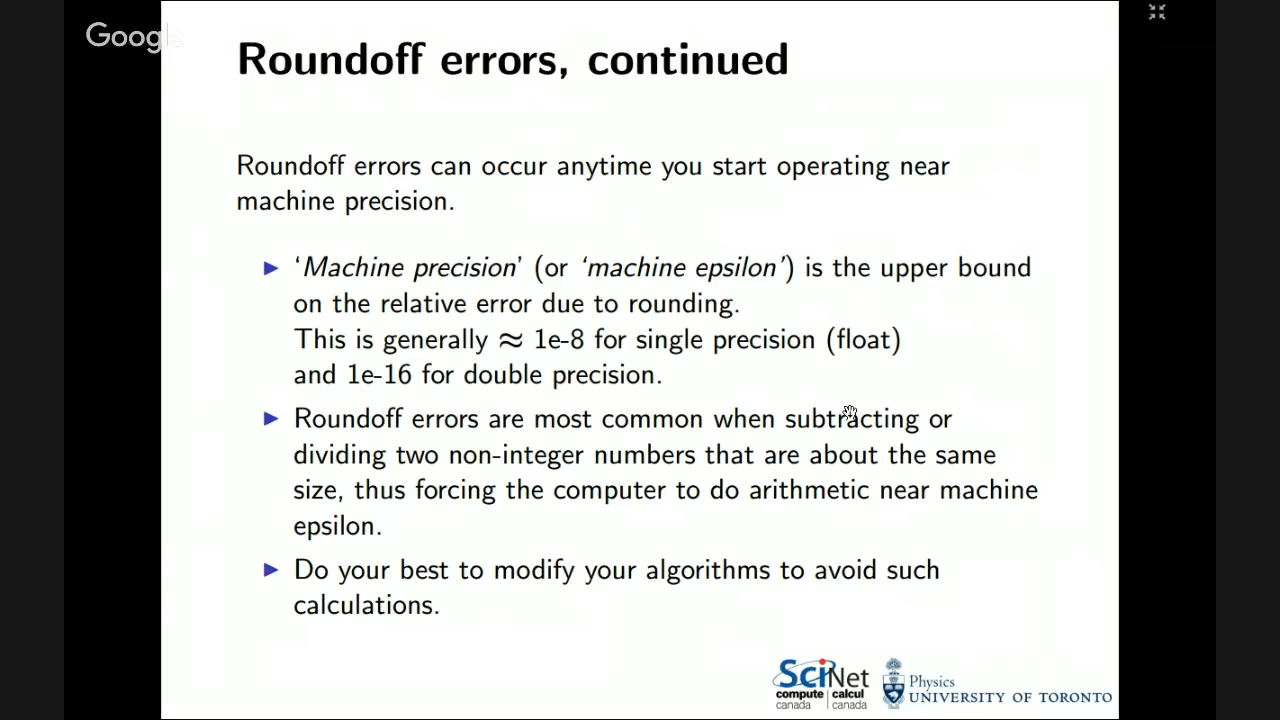 Google
Roundoff errors, continued
Roundoff errors can occur anytime you start operating near
machine precision.
► ‘Machine precision’ (or ‘machine epsilon’) is the upper bound
on the relative error due to rounding.
This is generally ≈ 1e-8 for single precision (float)
and 1e-16 for double precision.
► Roundoff errors are most common when subtracting or
dividing two non-integer numbers that are about the same
size, thus forcing the computer to do arithmetic near machine
epsilon.
► Do your best to modify your algorithms to avoid such
calculations.
SciNet
compute | calcul
canada | canada
Physics
UNIVERSITY OF TORONTO